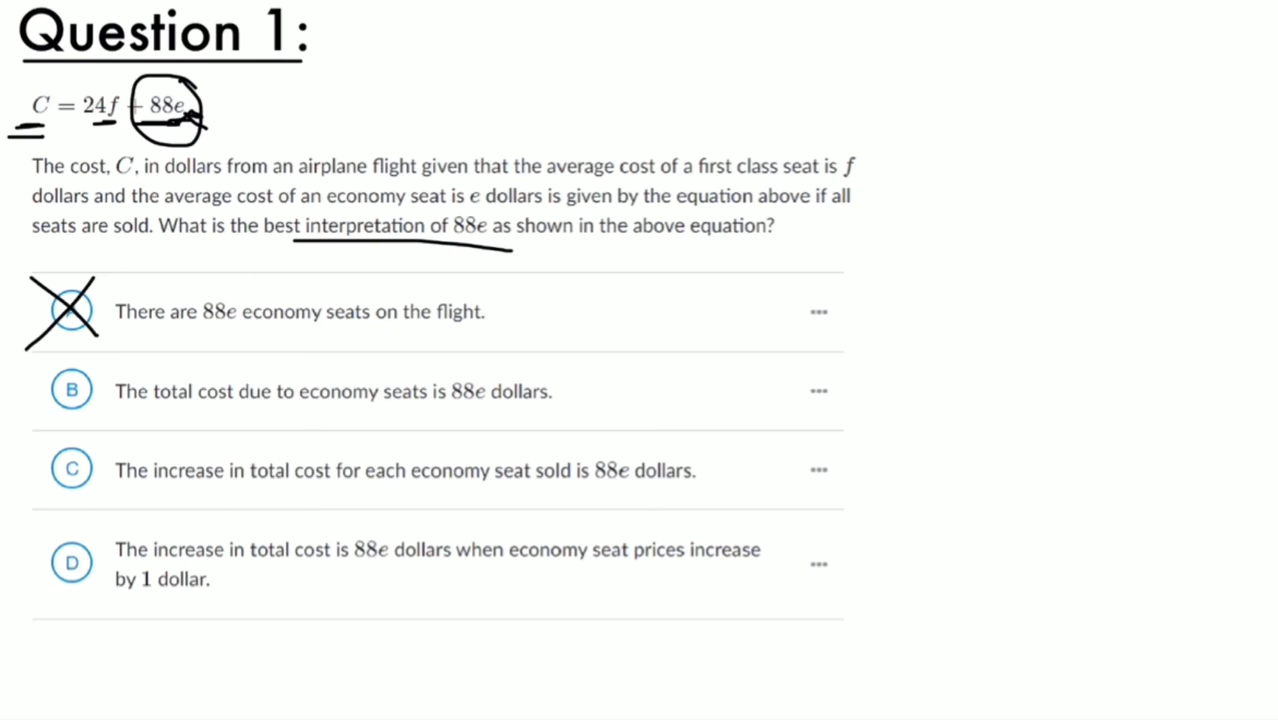 Question 1:
C = 24f + 88e
The cost, C, in dollars from an airplane flight given that the average cost of a first class seat is f
dollars and the average cost of an economy seat is e dollars is given by the equation above if all
seats are sold. What is the best interpretation of 88e as shown in the above equation?
There are 88e economy seats on the flight.
B The total cost due to economy seats is 88e dollars.
C The increase in total cost for each economy seat sold is 88e dollars.
D The increase in total cost is 88e dollars when economy seat prices increase
by 1 dollar.